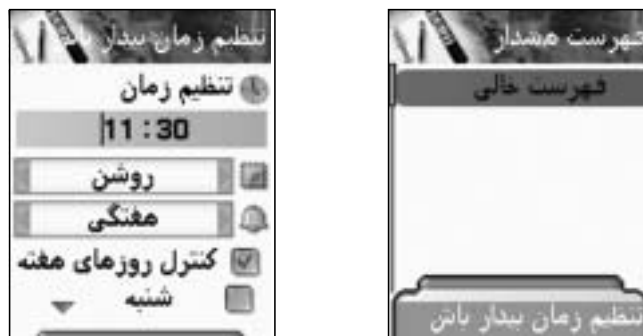 فهرست هشدار
فهرست خالی
تنظیم زمان بیدار باش
تنظیم زمان بیدار باش
تنظیم زمان
11:30
روشن
هفتگی
کنترل روزهای هفته
شنبه